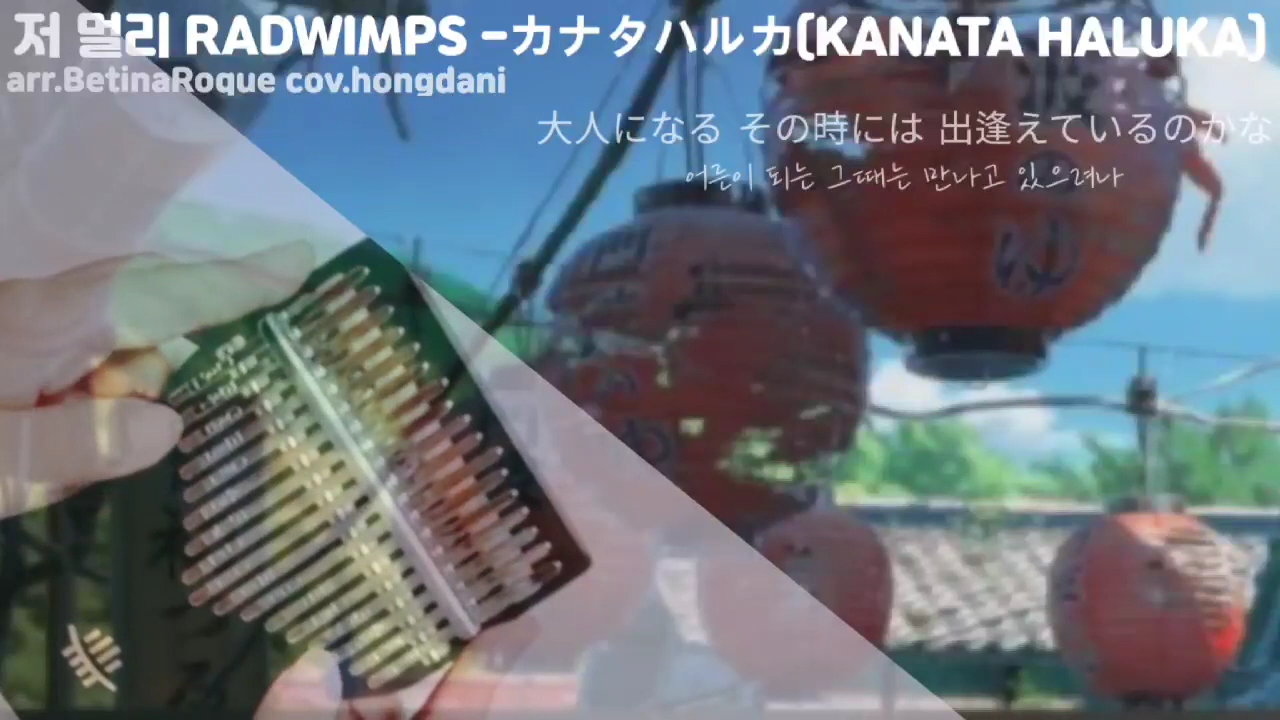 저 멀리 RADWIMPS -カナタハルカ(KANATA HALUKA)
arr.BetinaRoque cov.hongdani
大人になる その時には 出逢えているのかな
어른이 되는 그때는 만나고 있으려나
ゆ